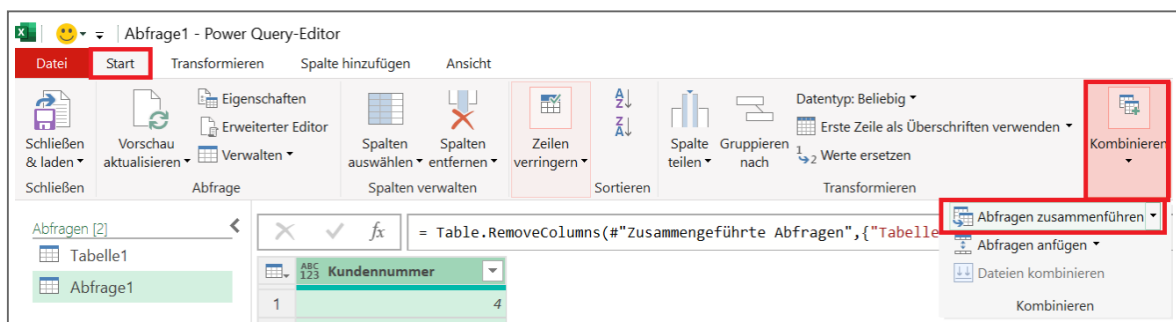 Abfrage1 - Power Query-Editor
Datei Start Transformieren Spalte hinzufügen Ansicht
Schließen & laden
Vorschau aktualisieren
Eigenschaften
Erweiterter Editor
Verwalten
Spalten auswählen
Spalten entfernen
Zeilen verringern
A
Z
Z
A
Spalte teilen
Gruppieren nach
Datentyp: Beliebig
Erste Zeile als Überschriften verwenden
1 2 Werte ersetzen
Kombinieren
Schließen Abfrage Spalten verwalten Sortieren Transformieren
Abfragen zusammenführen
Abfragen anfügen
Dateien kombinieren
Kombinieren
Abfragen [2]
Tabelle1
Abfrage1
fx = Table.RemoveColumns(#"Zusammengeführte Abfragen",{"Tabelle
ABC 123 Kundennummer
1 4